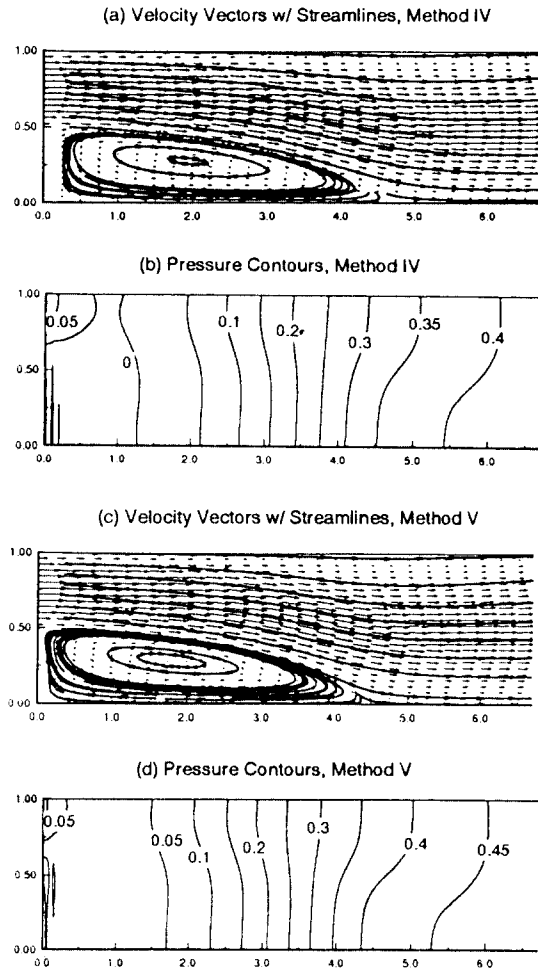 (a) Velocity Vectors w/ Streamlines, Method IV
1.00
0.50
0.00
0.0 1.0 2.0 3.0 4.0 5.0 6.0
(b) Pressure Contours, Method IV
1.00
0.05 0.1 0.2 0.35
0 0.3 0.4
0.50
0.00
0.0 1.0 2.0 3.0 4.0 5.0 6.0
(c) Velocity Vectors w/ Streamlines, Method V
1.00
0.50
0.00
0.0 1.0 2.0 3.0 4.0 5.0 6.0
(d) Pressure Contours, Method V
1.00
0.05 0.3
0.05 0.1 0.2 0.4 0.45
0.50
0.00
0.0 1.0 2.0 3.0 4.0 5.0 6.0